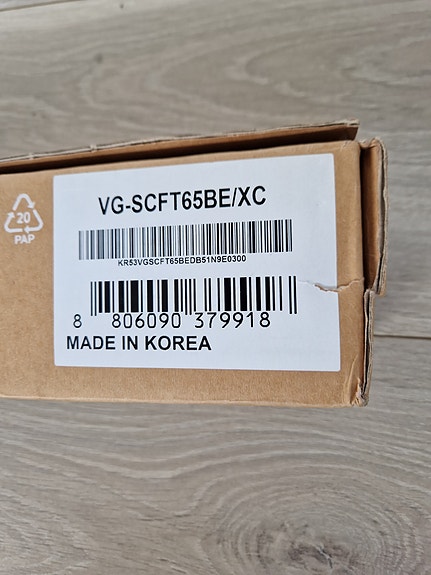 VG-SCFT65BE/XC
KR53VGSCFT65BEDB51N9E0300
8 806090 379918
MADE IN KOREA
20
PAP